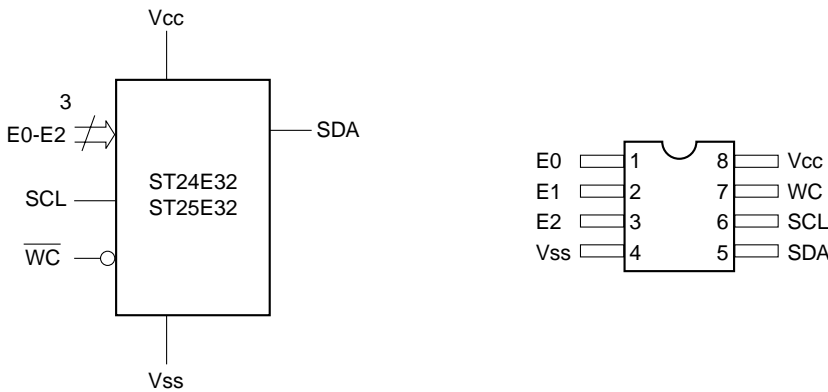 Vcc
3
E0-E2
SDA
ST24E32
ST25E32
SCL
WC
Vss
E0 1 8 Vcc
E1 2 7 WC
E2 3 6 SCL
Vss 4 5 SDA